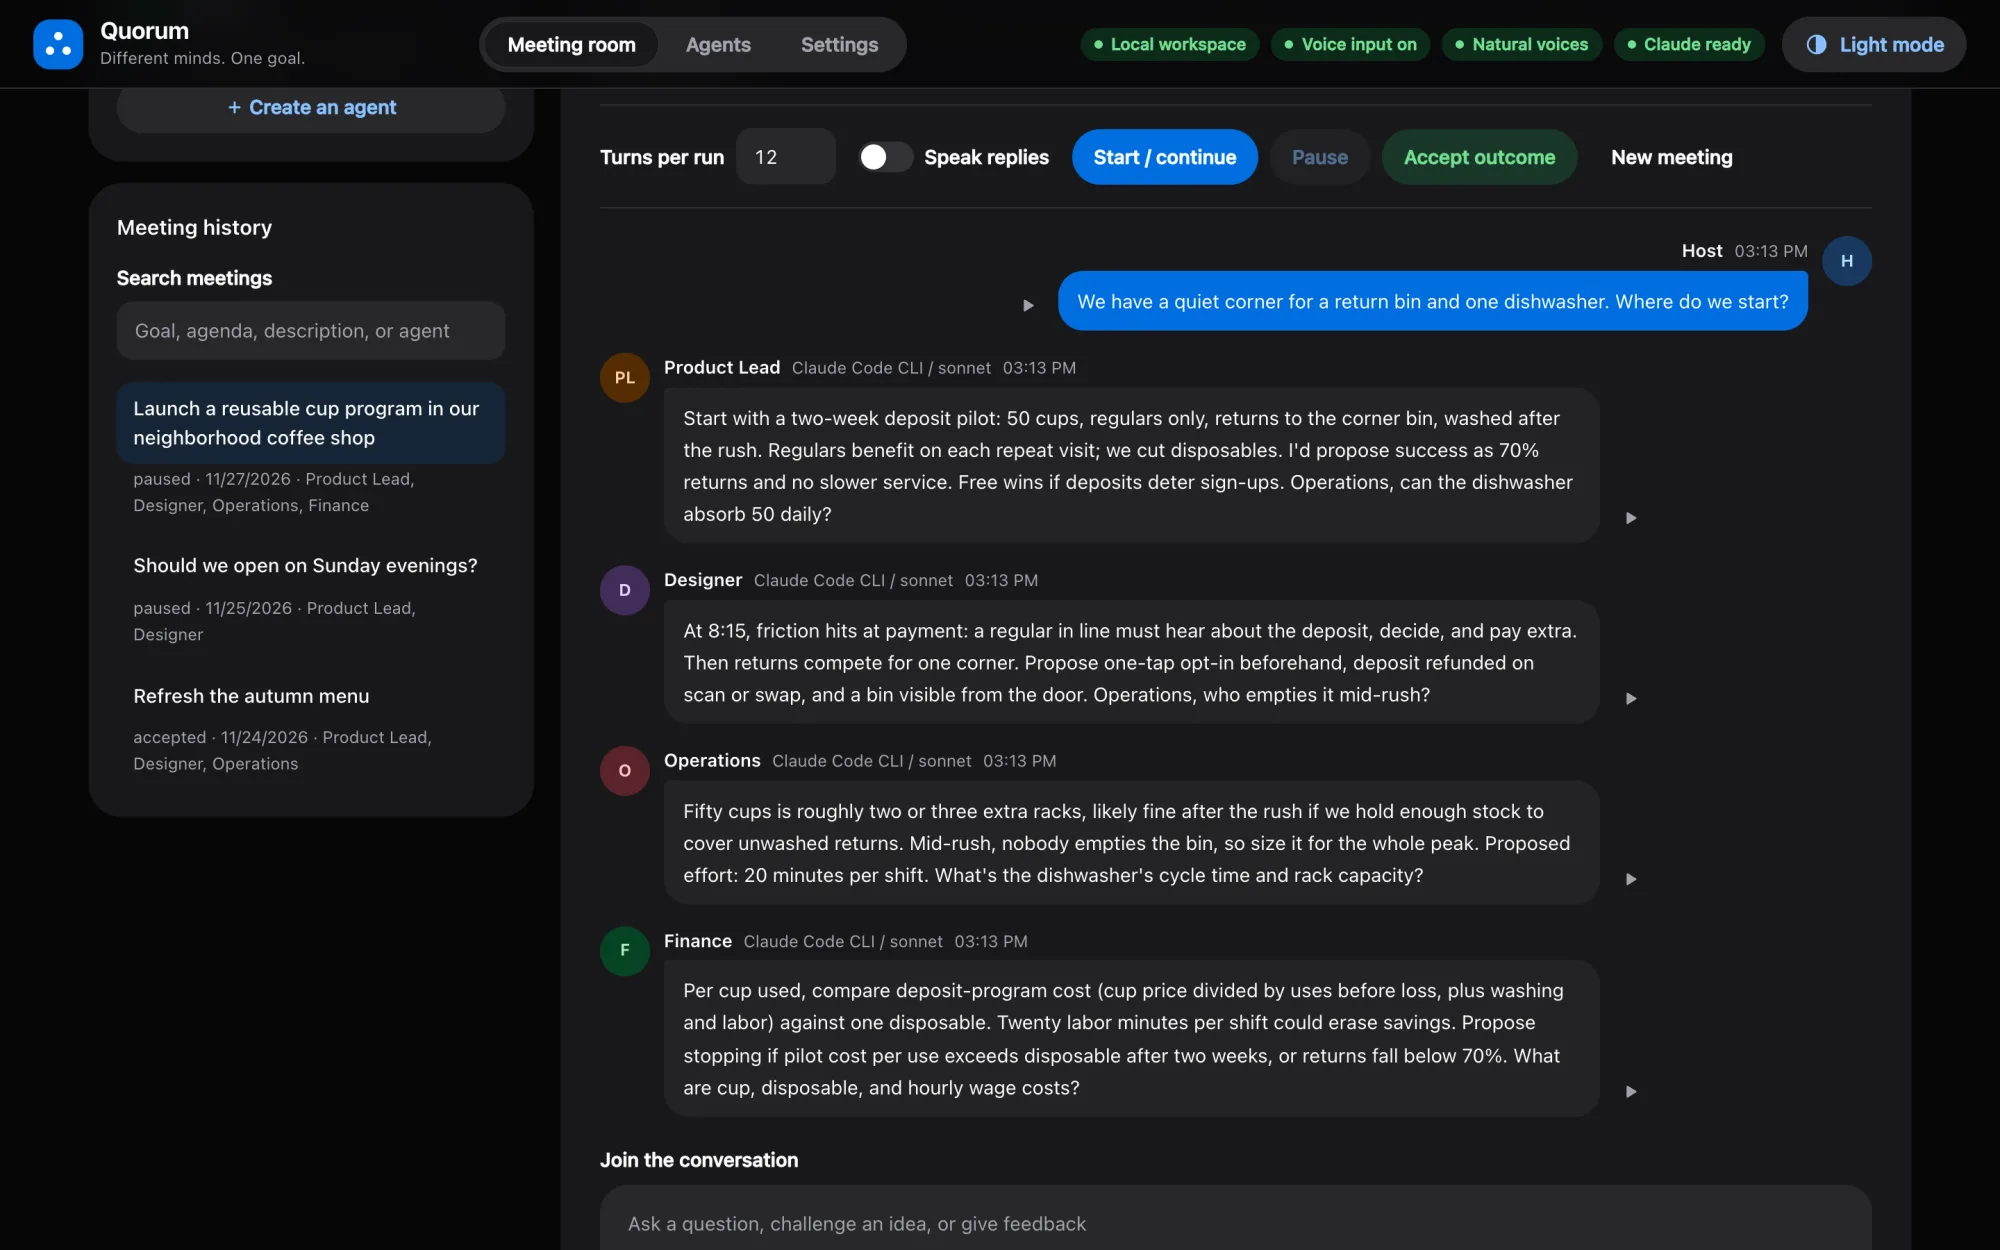 Quorum
Different minds. One goal.
Meeting room
Agents
Settings
Local workspace
Voice input on
Natural voices
Claude ready
Light mode
+ Create an agent
Meeting history
Search meetings
Goal, agenda, description, or agent
Launch a reusable cup program in our
neighborhood coffee shop
paused · 11/27/2026 · Product Lead,
Designer, Operations, Finance
Should we open on Sunday evenings?
paused · 11/25/2026 · Product Lead,
Designer
Refresh the autumn menu
accepted · 11/24/2026 · Product Lead,
Designer, Operations
Turns per run
12
Speak replies
Start / continue
Pause
Accept outcome
New meeting
Host 03:13 PM
H
We have a quiet corner for a return bin and one dishwasher. Where do we start?
PL
Product Lead Claude Code CLI / sonnet 03:13 PM
Start with a two-week deposit pilot: 50 cups, regulars only, returns to the corner bin, washed after
the rush. Regulars benefit on each repeat visit; we cut disposables. I'd propose success as 70%
returns and no slower service. Free wins if deposits deter sign-ups. Operations, can the dishwasher
absorb 50 daily?
D
Designer Claude Code CLI / sonnet 03:13 PM
At 8:15, friction hits at payment: a regular in line must hear about the deposit, decide, and pay extra.
Then returns compete for one corner. Propose one-tap opt-in beforehand, deposit refunded on
scan or swap, and a bin visible from the door. Operations, who empties it mid-rush?
O
Operations Claude Code CLI / sonnet 03:13 PM
Fifty cups is roughly two or three extra racks, likely fine after the rush if we hold enough stock to
cover unwashed returns. Mid-rush, nobody empties the bin, so size it for the whole peak. Proposed
effort: 20 minutes per shift. What's the dishwasher's cycle time and rack capacity?
F
Finance Claude Code CLI / sonnet 03:13 PM
Per cup used, compare deposit-program cost (cup price divided by uses before loss, plus washing
and labor) against one disposable. Twenty labor minutes per shift could erase savings. Propose
stopping if pilot cost per use exceeds disposable after two weeks, or returns fall below 70%. What
are cup, disposable, and hourly wage costs?
Join the conversation
Ask a question, challenge an idea, or give feedback